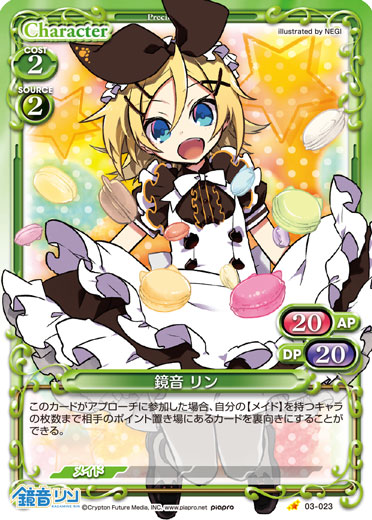 Preci
Character
illustrated by NEGI
COST
2
SOURCE
2
20 AP
DP 20
鏡音 リン
このカードがアプローチに参加した場合、自分の【メイド】を持つキャラ
の枚数まで相手のポイント置き場にあるカードを裏向きにすることが
できる。
メイド
鏡音リン
KAGAMINE RIN
©Crypton Future Media, INC. www.piapro.net piapro
03-023